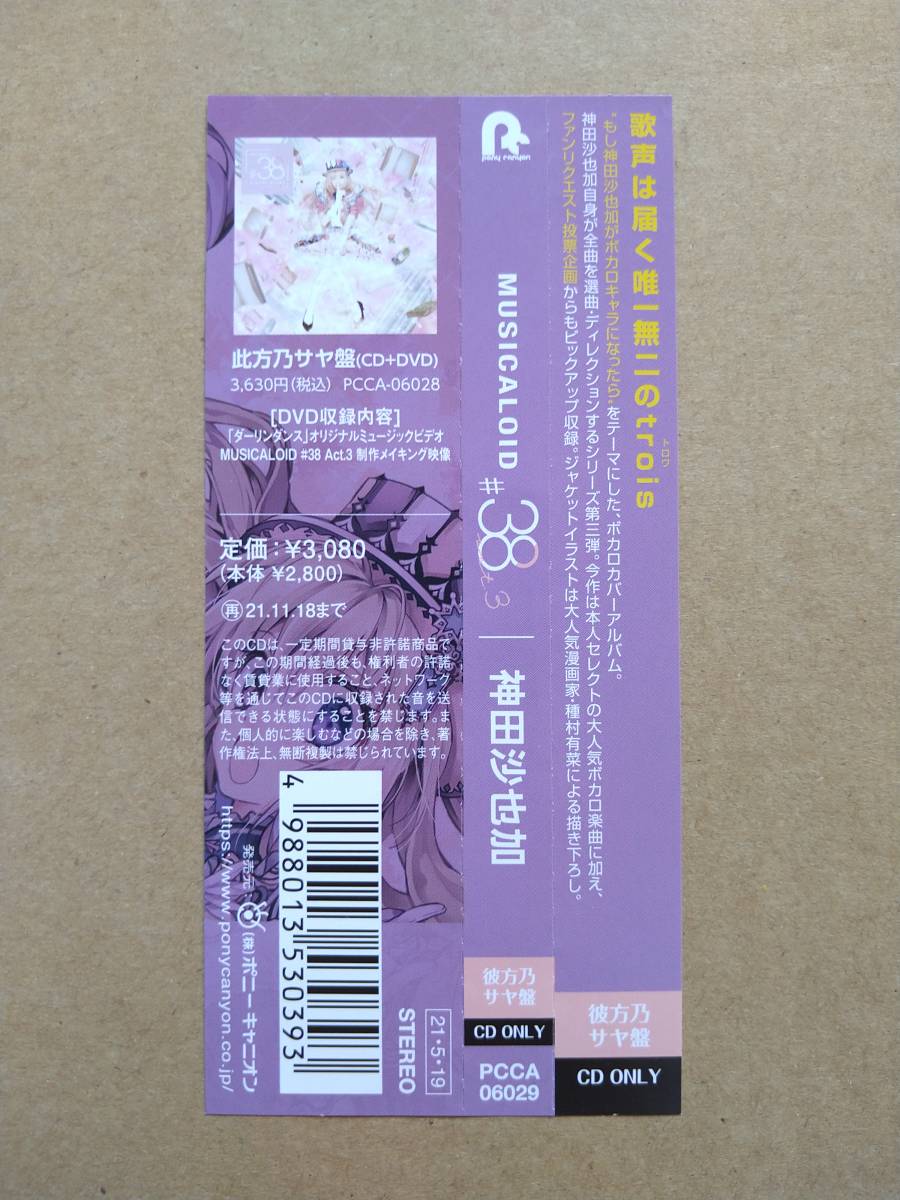 歌声は届く唯一無二のtrois
トロワ
“もし神田沙也加がボカロキャラになったら”をテーマにした、ボカロカバーアルバム。
神田沙也加自身が全曲を選曲・ディレクションするシリーズ第三弾。今作は本人セレクトの大人気ボカロ楽曲に加え、
ファンリクエスト投票企画からもピックアップ収録。ジャケットイラストは大人気漫画家・種村有菜による描き下ろし。
彼方乃
サヤ盤
CD ONLY
pony canyon
MUSICALOID #38 Act.3
神田沙也加
彼方乃
サヤ盤
CD ONLY
PCCA
06029
#38
此方乃サヤ盤(CD+DVD)
3,630円(税込) PCCA-06028
[DVD収録内容]
「ダーリンダンス」オリジナルミュージックビデオ
MUSICALOID #38 Act.3 制作メイキング映像
定価:¥3,080
(本体 ¥2,800)
再 21.11.18まで
このCDは、一定期間貸与非許諾商品で
すが、この期間経過後も、権利者の許諾
なく賃貸業に使用すること、ネットワーク
等を通じてこのCDに収録された音を送
信できる状態にすることを禁じます。ま
た、個人的に楽しむなどの場合を除き、著
作権法上、無断複製は禁じられています。
4 988013 530393
発売元:(株)ポニーキャニオン
https://www.ponycanyon.co.jp/
STEREO
21・5・19